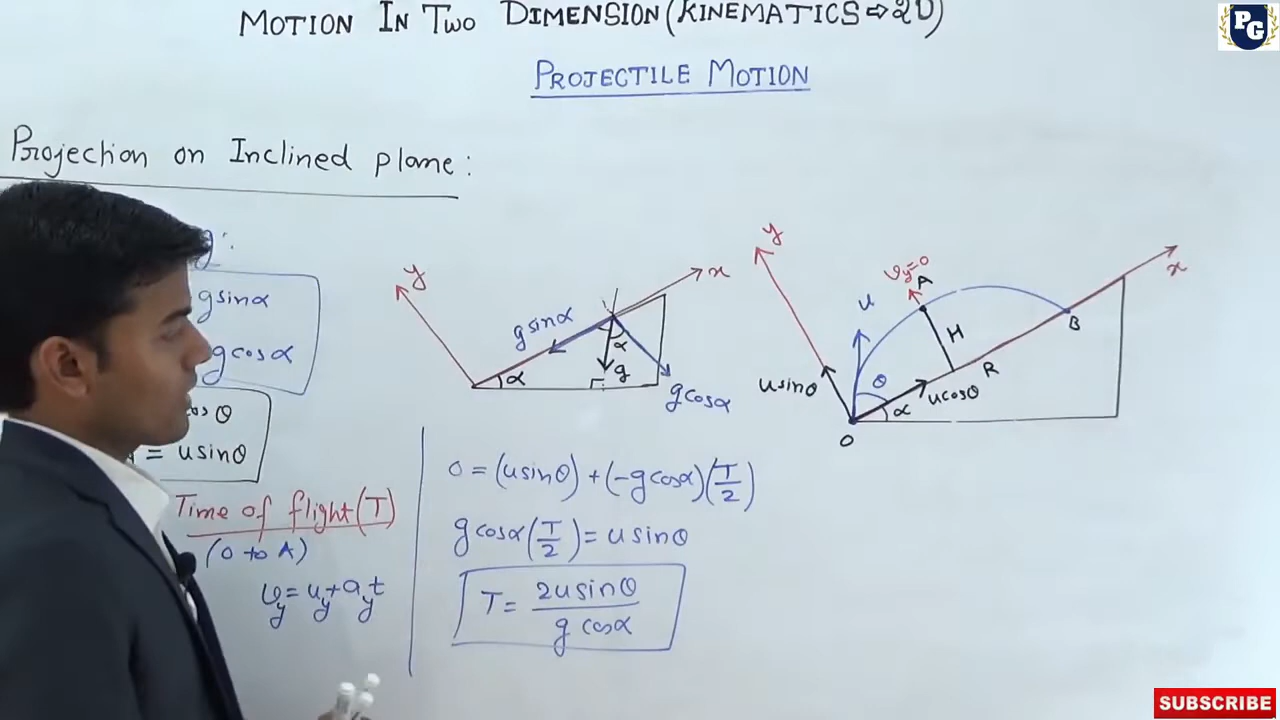 MOTION IN TWO DIMENSION (KINEMATICS ⇒ 2D)
PG
PROJECTILE MOTION
Projection on Inclined plane:
g sinα
g cosα
cos θ
= u sinθ
Time of flight (T)
(O to A)
v_y = u_y + a_y t
y
x
g sinα
α
α
g
g cosα
y
x
v_y = 0
A
u
H
B
R
θ
u sinθ
u cosθ
α
O
0 = (u sinθ) + (-g cosα)(T/2)
g cosα (T/2) = u sinθ
T = 2u sinθ / g cosα
SUBSCRIBE